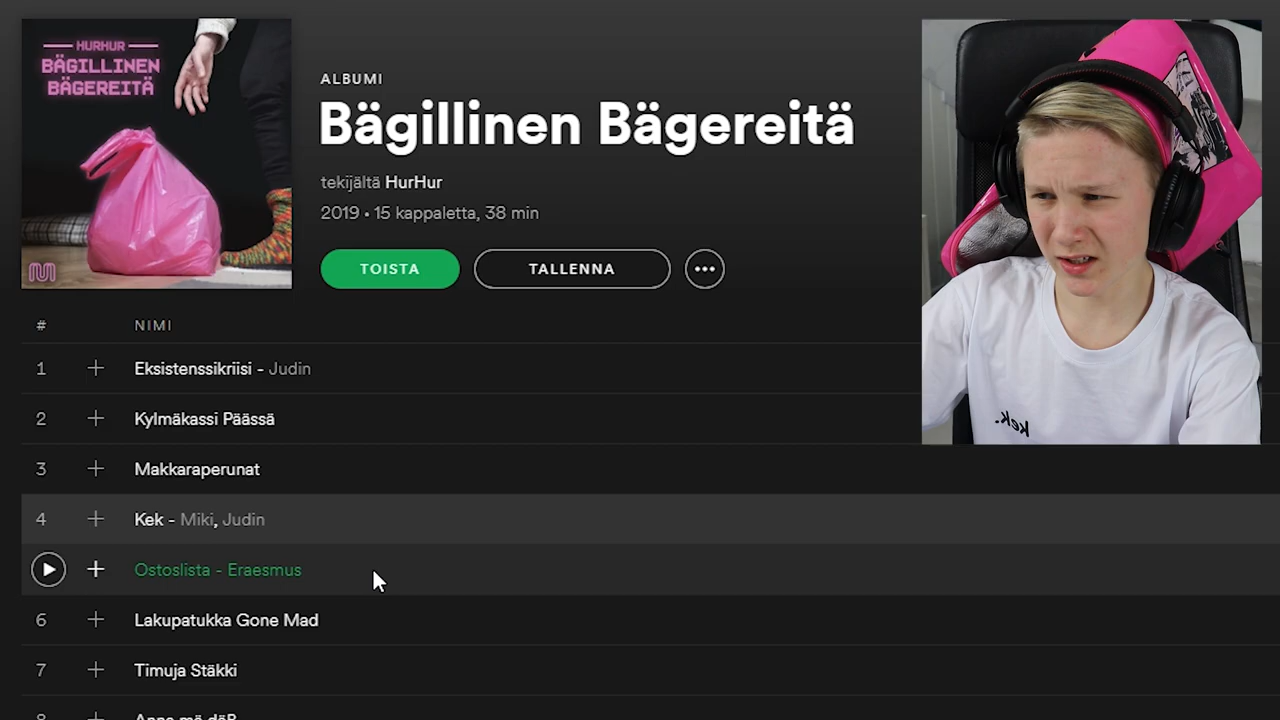 HURHUR
BÄGILLINEN
BÄGEREITÄ
ALBUMI
Bägillinen Bägereitä
tekijältä HurHur
2019 • 15 kappaletta, 38 min
TOISTA
TALLENNA
kek.
# NIMI
1 Eksistenssikriisi - Judin
2 Kylmäkassi Päässä
3 Makkaraperunat
4 Kek - Miki, Judin
Ostoslista - Eraesmus
6 Lakupatukka Gone Mad
7 Timuja Stäkki